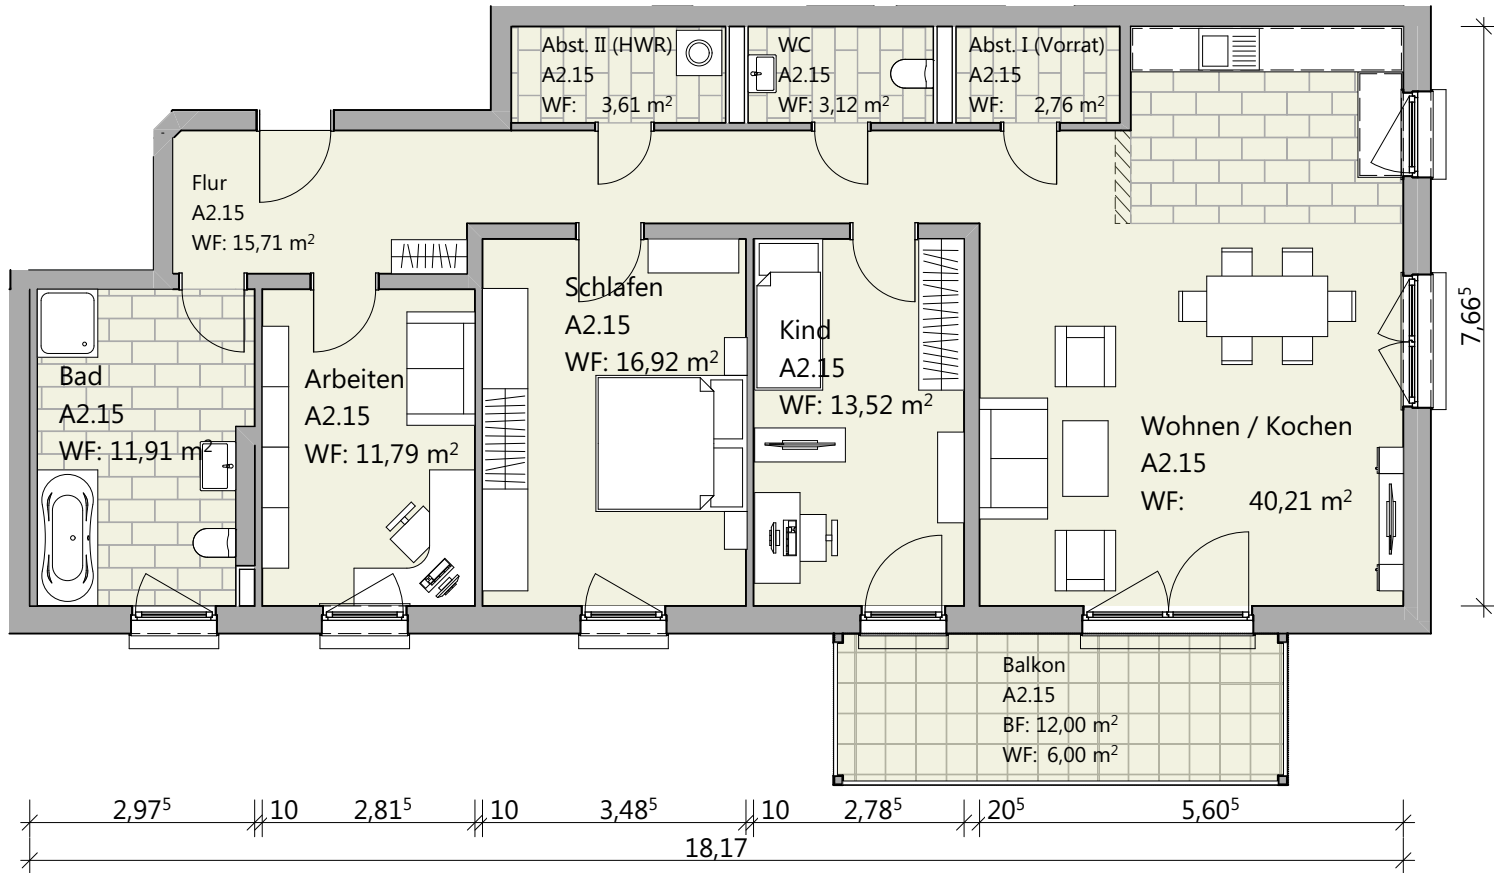 Abst. II (HWR)
A2.15
WF: 3,61 m²
WC
A2.15
WF: 3,12 m²
Abst. I (Vorrat)
A2.15
WF: 2,76 m²
Flur
A2.15
WF: 15,71 m²
Bad
A2.15
WF: 11,91 m²
Arbeiten
A2.15
WF: 11,79 m²
Schlafen
A2.15
WF: 16,92 m²
Kind
A2.15
WF: 13,52 m²
Wohnen / Kochen
A2.15
WF: 40,21 m²
7,66⁵
Balkon
A2.15
BF: 12,00 m²
WF: 6,00 m²
2,97⁵ 10 2,81⁵ 10 3,48⁵ 10 2,78⁵ 20⁵ 5,60⁵
18,17